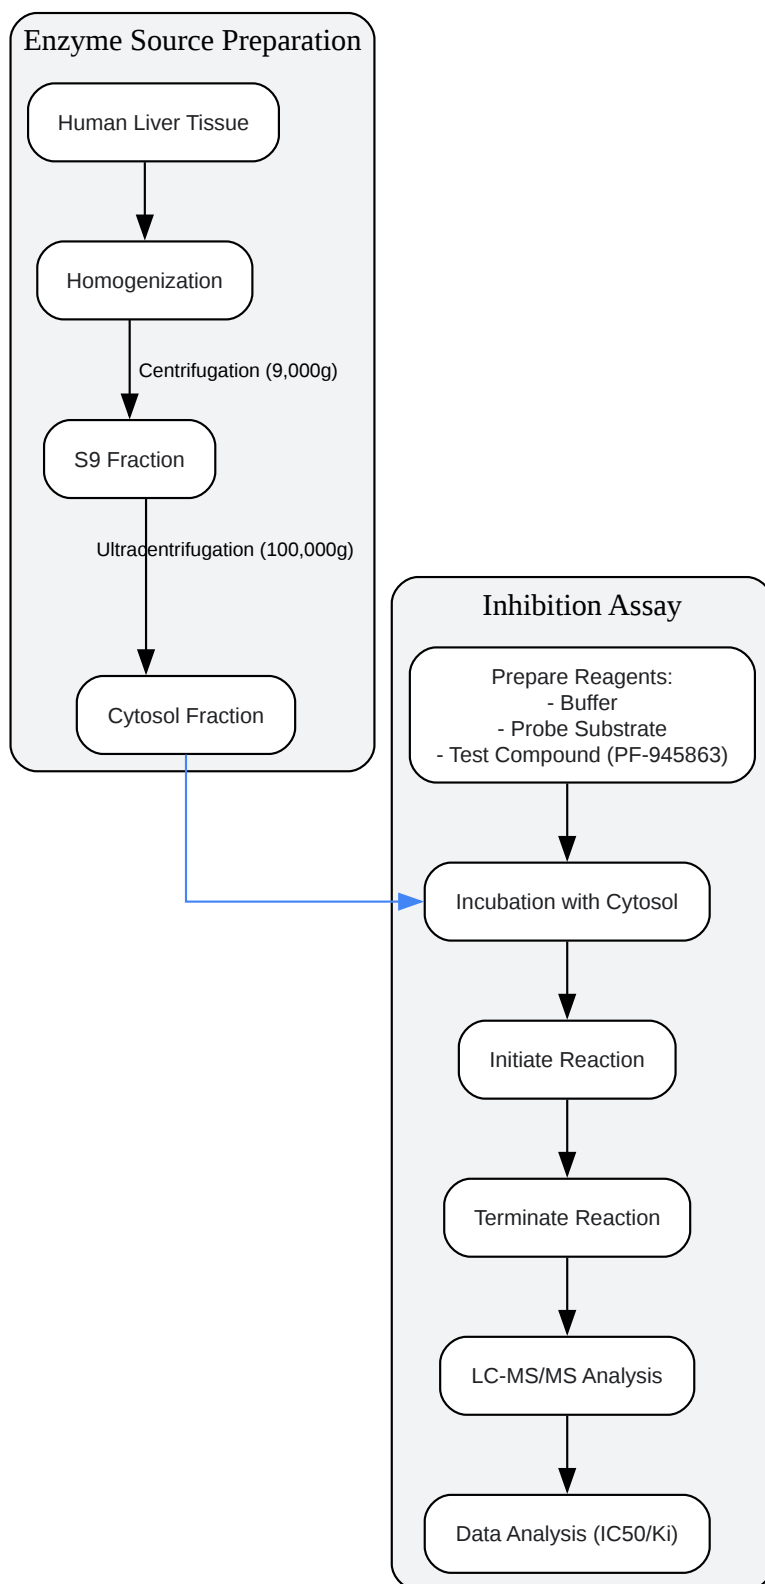 Enzyme Source Preparation
Human Liver Tissue
Homogenization
Centrifugation (9,000g)
S9 Fraction
Ultracentrifugation (100,000g)
Cytosol Fraction
Inhibition Assay
Prepare Reagents:
- Buffer
- Probe Substrate
- Test Compound (PF-945863)
Incubation with Cytosol
Initiate Reaction
Terminate Reaction
LC-MS/MS Analysis
Data Analysis (IC50/Ki)